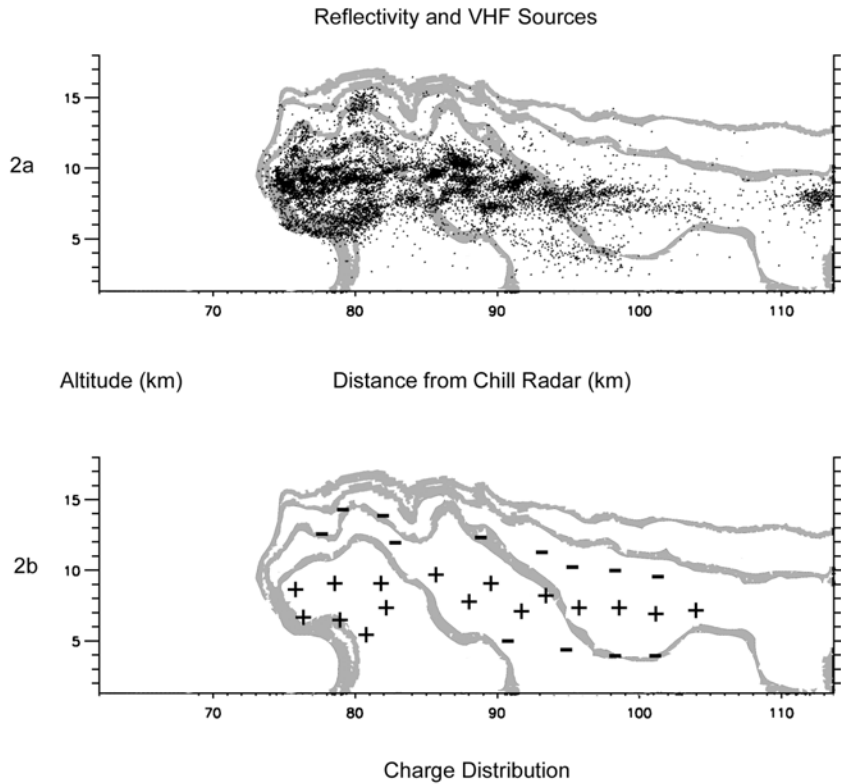 Reflectivity and VHF Sources
2a
15
10
5
70 80 90 100 110
Altitude (km) Distance from Chill Radar (km)
2b
15
10
5
70 80 90 100 110
Charge Distribution